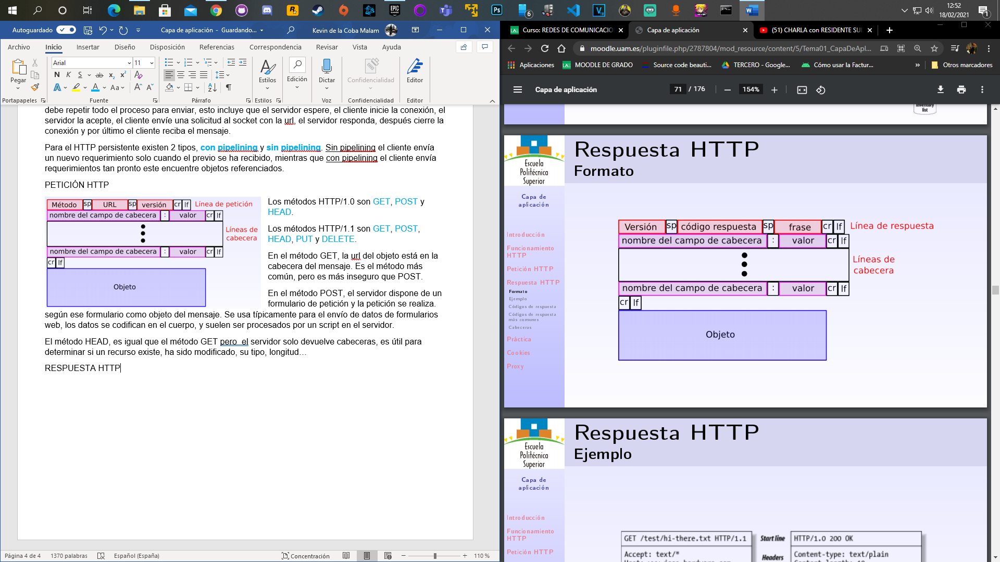 12:52
18/02/2021
6
1
Autoguardado
Capa de aplicación - Guardando...
Kevin de la Coba Malam
Archivo Inicio Insertar Diseño Disposición Referencias Correspondencia Revisar Vista Ayuda
Pegar
Arial 11
N K S ab x2 x2
Aa
Estilos
Edición
Dictar
Confidencialidad
Editor
Portapapeles Fuente Párrafo Estilos Voz Confidencialidad Editor
debe repetir todo el proceso para enviar, esto incluye que el servidor espere, el cliente inicie la conexión, el
servidor la acepte, el cliente envíe una solicitud al socket con la url, el servidor responda, después cierre la
conexión y por último el cliente reciba el mensaje.
Para el HTTP persistente existen 2 tipos, con pipelining y sin pipelining. Sin pipelining el cliente envía
un nuevo requerimiento solo cuando el previo se ha recibido, mientras que con pipelining el cliente envía
requerimientos tan pronto este encuentre objetos referenciados.
PETICIÓN HTTP
Método sp URL sp versión cr lf Línea de petición
nombre del campo de cabecera : valor cr lf
Líneas de
cabecera
nombre del campo de cabecera : valor cr lf
cr lf
Objeto
Los métodos HTTP/1.0 son GET, POST y
HEAD.
Los métodos HTTP/1.1 son GET, POST,
HEAD, PUT y DELETE.
En el método GET, la url del objeto está en la
cabecera del mensaje. Es el método más
común, pero es más inseguro que POST.
En el método POST, el servidor dispone de un
formulario de petición y la petición se realiza.
según ese formulario como objeto del mensaje. Se usa típicamente para el envío de datos de formularios
web, los datos se codifican en el cuerpo, y suelen ser procesados por un script en el servidor.
El método HEAD, es igual que el método GET pero  el servidor solo devuelve cabeceras, es útil para
determinar si un recurso existe, ha sido modificado, su tipo, longitud…
RESPUESTA HTTP
Página 4 de 4 1370 palabras Español (España) Concentración 110 %
Curso: REDES DE COMUNICACIO Capa de aplicación (51) CHARLA con RESIDENTE SUI
moodle.uam.es/pluginfile.php/2787804/mod_resource/content/5/Tema01_CapaDeApl...
Aplicaciones MOODLE DE GRADO Source code beauti... TERCERO - Google... Cómo usar la Factur... » Otros marcadores
Capa de aplicación 71 / 176 154%
Inventory
list
Respuesta HTTP
Formato
Escuela
Politécnica
Superior
Capa de
aplicación
Introducción
Funcionamiento
HTTP
Petición HTTP
Respuesta HTTP
Formato
Ejemplo
Códigos de respuesta
Códigos de respuesta
más comunes
Cabeceras
Práctica
Cookies
Proxy
Versión sp código respuesta sp frase cr lf Línea de respuesta
nombre del campo de cabecera : valor cr lf
Líneas de
cabecera
nombre del campo de cabecera : valor cr lf
cr lf
Objeto
Respuesta HTTP
Ejemplo
Escuela
Politécnica
Superior
Capa de
aplicación
Introducción
Funcionamiento
HTTP
Petición HTTP
GET /test/hi-there.txt HTTP/1.1 Start line HTTP/1.0 200 OK
Accept: text/* Headers Content-type: text/plain